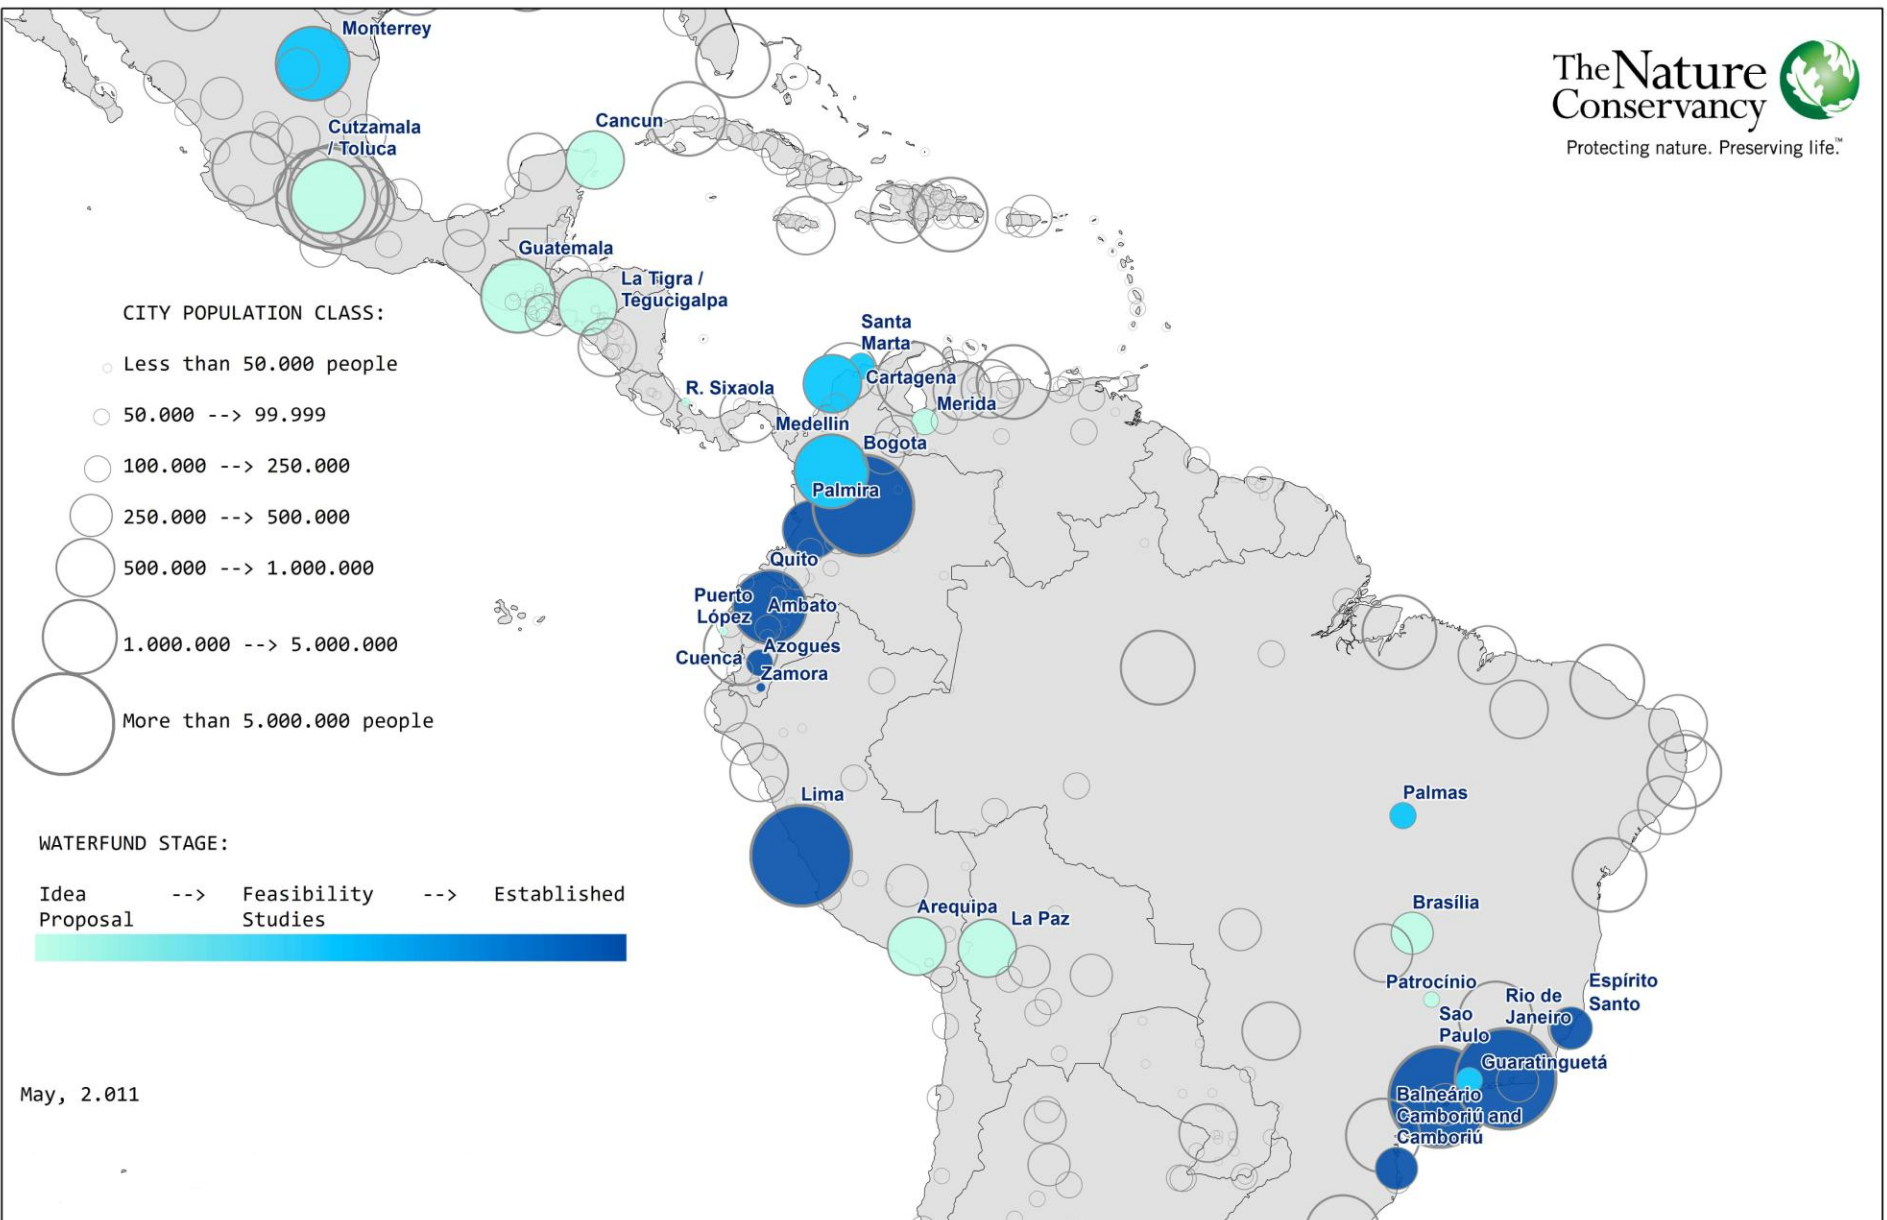 Monterrey
Cutzamala
/ Toluca
Cancun
The Nature
Conservancy
Protecting nature. Preserving life.™
Guatemala
La Tigra /
Tegucigalpa
CITY POPULATION CLASS:
Less than 50.000 people
50.000 --> 99.999
100.000 --> 250.000
250.000 --> 500.000
500.000 --> 1.000.000
1.000.000 --> 5.000.000
More than 5.000.000 people
Santa
Marta
Cartagena
R. Sixaola
Merida
Medellin
Bogota
Palmira
Quito
Puerto
López
Ambato
Azogues
Cuenca
Zamora
Lima
Palmas
Arequipa
La Paz
Brasília
Patrocínio
Espírito
Santo
Rio de
Janeiro
Sao
Paulo
Guaratinguetá
Balneário
Camboriú and
Camboriú
WATERFUND STAGE:
Idea --> Feasibility --> Established
Proposal Studies
May, 2.011